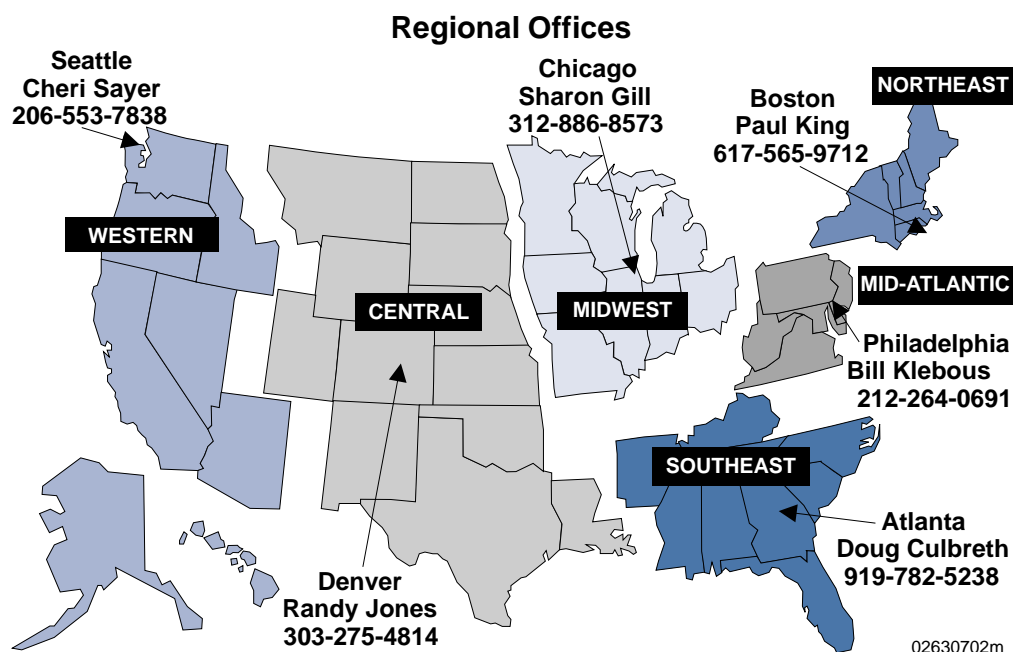 Regional Offices
Seattle
Cheri Sayer
206-553-7838
Chicago
Sharon Gill
312-886-8573
Boston
Paul King
617-565-9712
NORTHEAST
WESTERN
CENTRAL
MIDWEST
MID-ATLANTIC
Philadelphia
Bill Klebous
212-264-0691
SOUTHEAST
Atlanta
Doug Culbreth
919-782-5238
Denver
Randy Jones
303-275-4814
02630702m